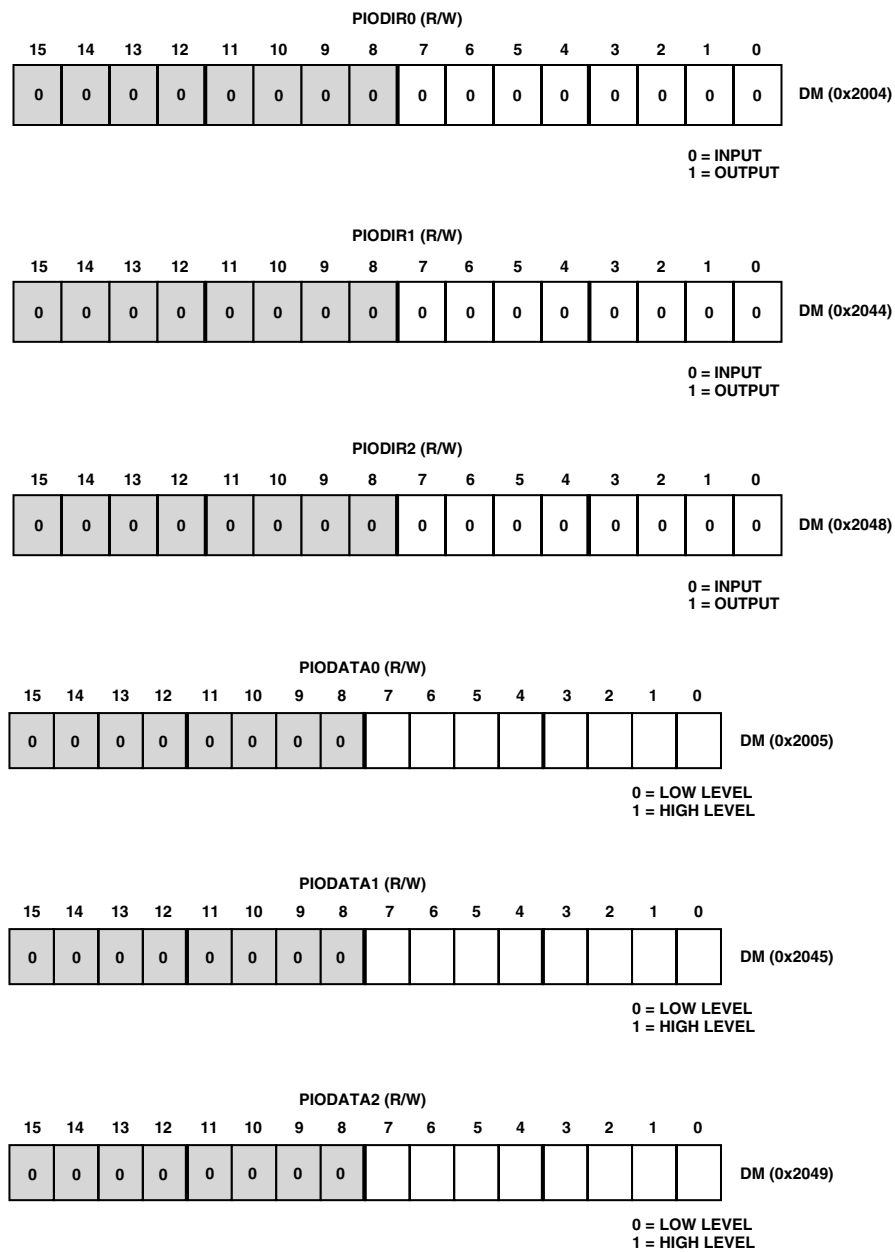 PIODIR0 (R/W)
15 14 13 12 11 10 9 8 7 6 5 4 3 2 1 0
0 0 0 0 0 0 0 0 0 0 0 0 0 0 0 0 DM (0x2004)
0 = INPUT
1 = OUTPUT
PIODIR1 (R/W)
15 14 13 12 11 10 9 8 7 6 5 4 3 2 1 0
0 0 0 0 0 0 0 0 0 0 0 0 0 0 0 0 DM (0x2044)
0 = INPUT
1 = OUTPUT
PIODIR2 (R/W)
15 14 13 12 11 10 9 8 7 6 5 4 3 2 1 0
0 0 0 0 0 0 0 0 0 0 0 0 0 0 0 0 DM (0x2048)
0 = INPUT
1 = OUTPUT
PIODATA0 (R/W)
15 14 13 12 11 10 9 8 7 6 5 4 3 2 1 0
0 0 0 0 0 0 0 0 DM (0x2005)
0 = LOW LEVEL
1 = HIGH LEVEL
PIODATA1 (R/W)
15 14 13 12 11 10 9 8 7 6 5 4 3 2 1 0
0 0 0 0 0 0 0 0 DM (0x2045)
0 = LOW LEVEL
1 = HIGH LEVEL
PIODATA2 (R/W)
15 14 13 12 11 10 9 8 7 6 5 4 3 2 1 0
0 0 0 0 0 0 0 0 DM (0x2049)
0 = LOW LEVEL
1 = HIGH LEVEL